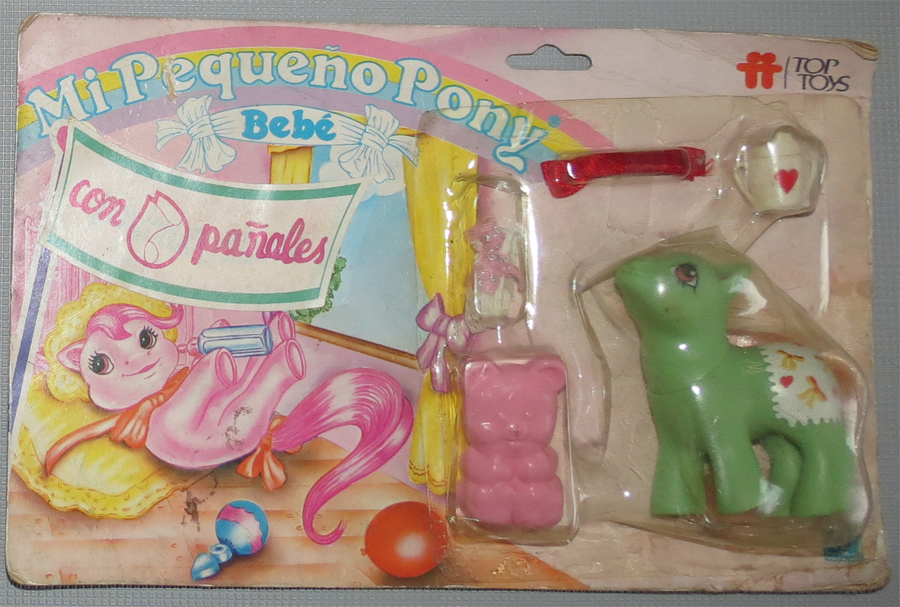 Mi Pequeño Pony®
Bebé
TOP
TOYS
con pañales